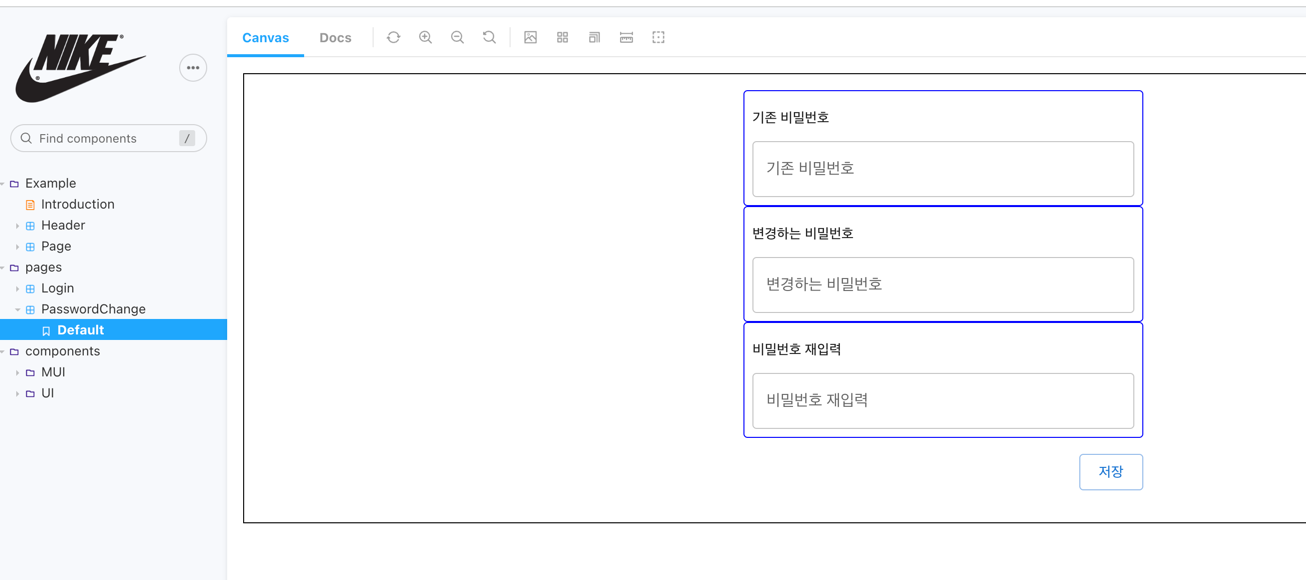 NIKE
Canvas
Docs
Find components
/
Example
Introduction
Header
Page
pages
Login
PasswordChange
Default
components
MUI
UI
기존 비밀번호
기존 비밀번호
변경하는 비밀번호
변경하는 비밀번호
비밀번호 재입력
비밀번호 재입력
저장